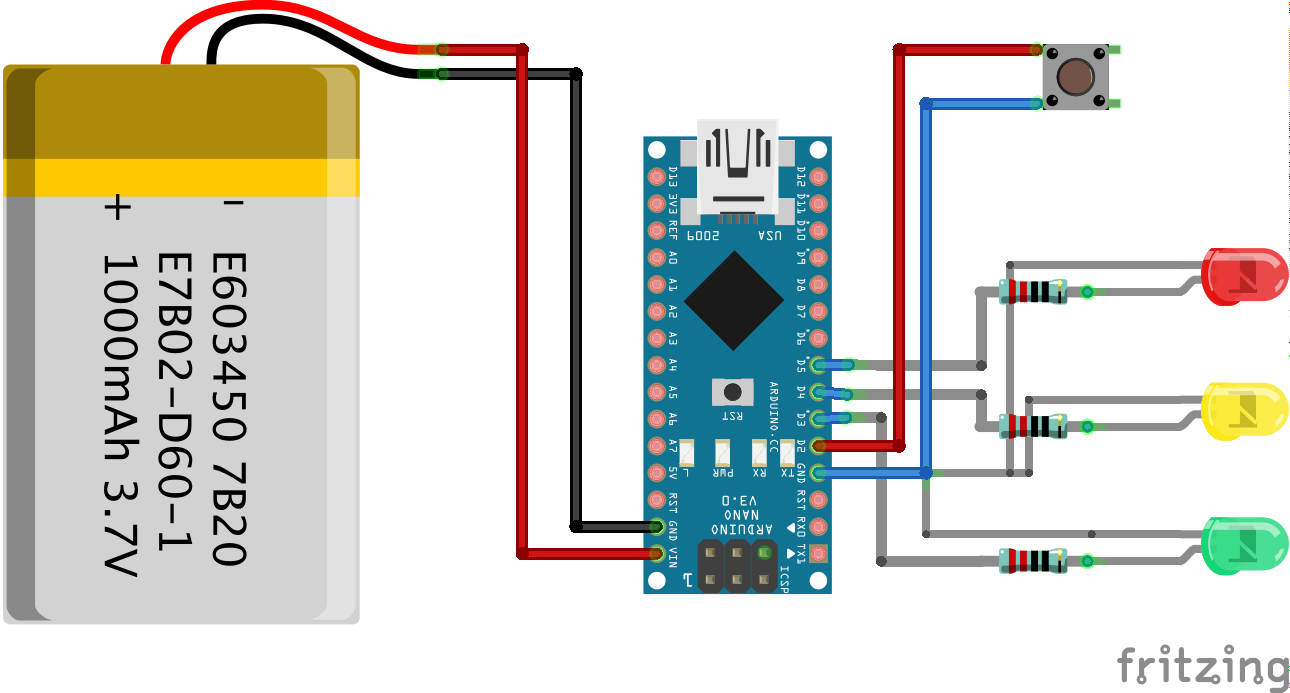 + -
E603450 7B20
E7B02-D60-1
1000mAh 3.7V
D13
3V3
REF
A0
A1
A2
A3
A4
A5
A6
A7
5V
RST
GND
VIN
D12
D11
D10
D9
D8
D7
D6
D5
D4
D3
D2
GND
RST
RX0
TX1
2009
USA
RST
ARDUINO.CC
L
PWR
RX
TX
ARDUINO
NANO
V3.0
1
ICSP
fritzing